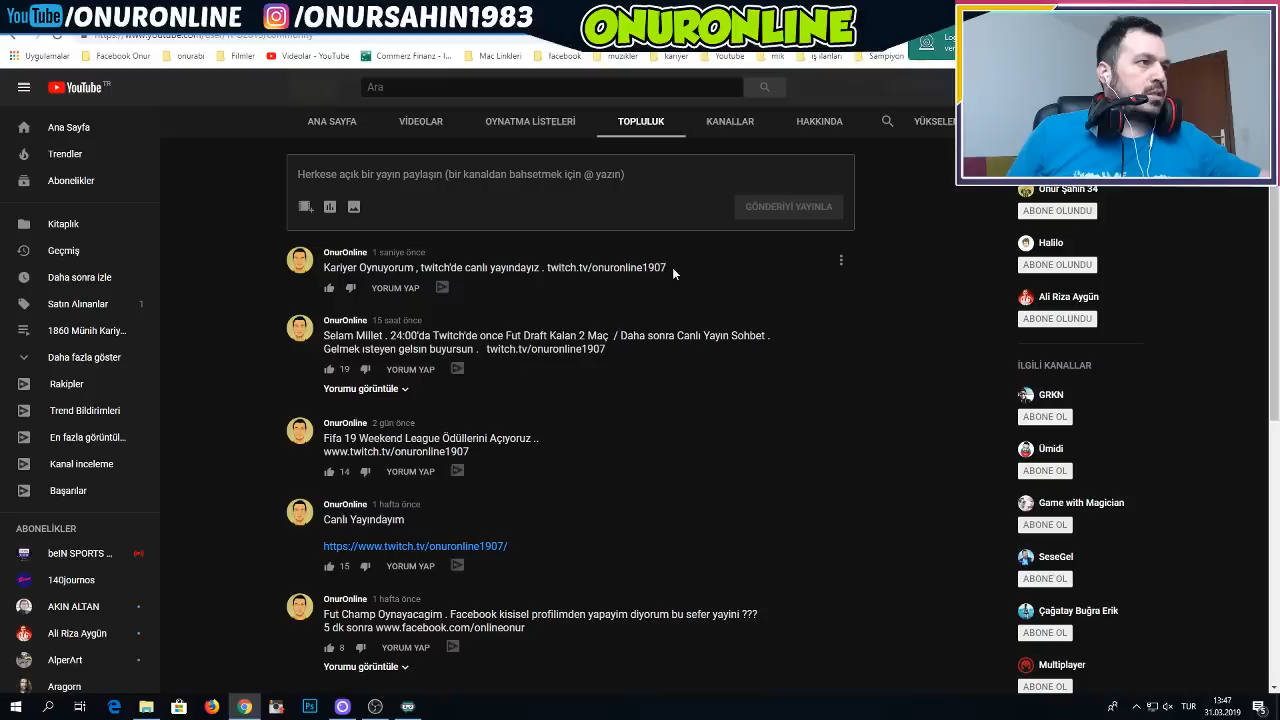 YouTube /ONURONLINE /ONURSAHIN1983
ONURONLINE
Uygulamalar Facebook Onur onurabi Filmler Videolar - YouTube Commerz Finanz - I... Mac Linkleri facebook muzikler kariyer Youtube mik iş ilanları Sampiyon
YouTube TR
Ara
ANA SAYFA VİDEOLAR OYNATMA LİSTELERİ TOPLULUK KANALLAR HAKKINDA YÜKSELEN
Ana Sayfa
Trendler
Abonelikler
Kitaplık
Geçmiş
Daha sonra izle
Satın Alınanlar 1
1860 Münih Kariy...
Daha fazla göster
Rakipler
Trend Bildirimleri
En fazla görüntül...
Kanal inceleme
Başarılar
ABONELİKLER
beIN SPORTS ...
140journos
AKIN ALTAN
Ali Riza Aygün
AlperArt
Aragorn
Herkese açık bir yayın paylaşın (bir kanaldan bahsetmek için @ yazın)
GÖNDERİYİ YAYINLA
OnurOnline 1 saniye önce
Kariyer Oynuyorum , twitch'de canlı yayındayız . twitch.tv/onuronline1907
YORUM YAP
OnurOnline 15 saat önce
Selam Millet . 24:00'da Twitch'de once Fut Draft Kalan 2 Maç / Daha sonra Canlı Yayın Sohbet .
Gelmek ısteyen gelsın buyursun . twitch.tv/onuronline1907
19 YORUM YAP
Yorumu görüntüle
OnurOnline 2 gün önce
Fifa 19 Weekend League Ödüllerini Açıyoruz ..
www.twitch.tv/onuronline1907
14 YORUM YAP
OnurOnline 1 hafta önce
Canlı Yayındayım
https://www.twitch.tv/onuronline1907/
15 YORUM YAP
OnurOnline 1 hafta önce
Fut Champ Oynayacagim . Facebook kisisel profilimden yapayim diyorum bu sefer yayini ???
5 dk sonra www.facebook.com/onlineonur
8 YORUM YAP
Yorumu görüntüle
Onur Şahin 34
ABONE OLUNDU
Halilo
ABONE OLUNDU
Ali Riza Aygün
ABONE OLUNDU
İLGİLİ KANALLAR
GRKN
ABONE OL
Ümidi
ABONE OL
Game with Magician
ABONE OL
SeseGel
ABONE OL
Çağatay Buğra Erik
ABONE OL
Multiplayer
ABONE OL
TUR
13:47
31.03.2019
5